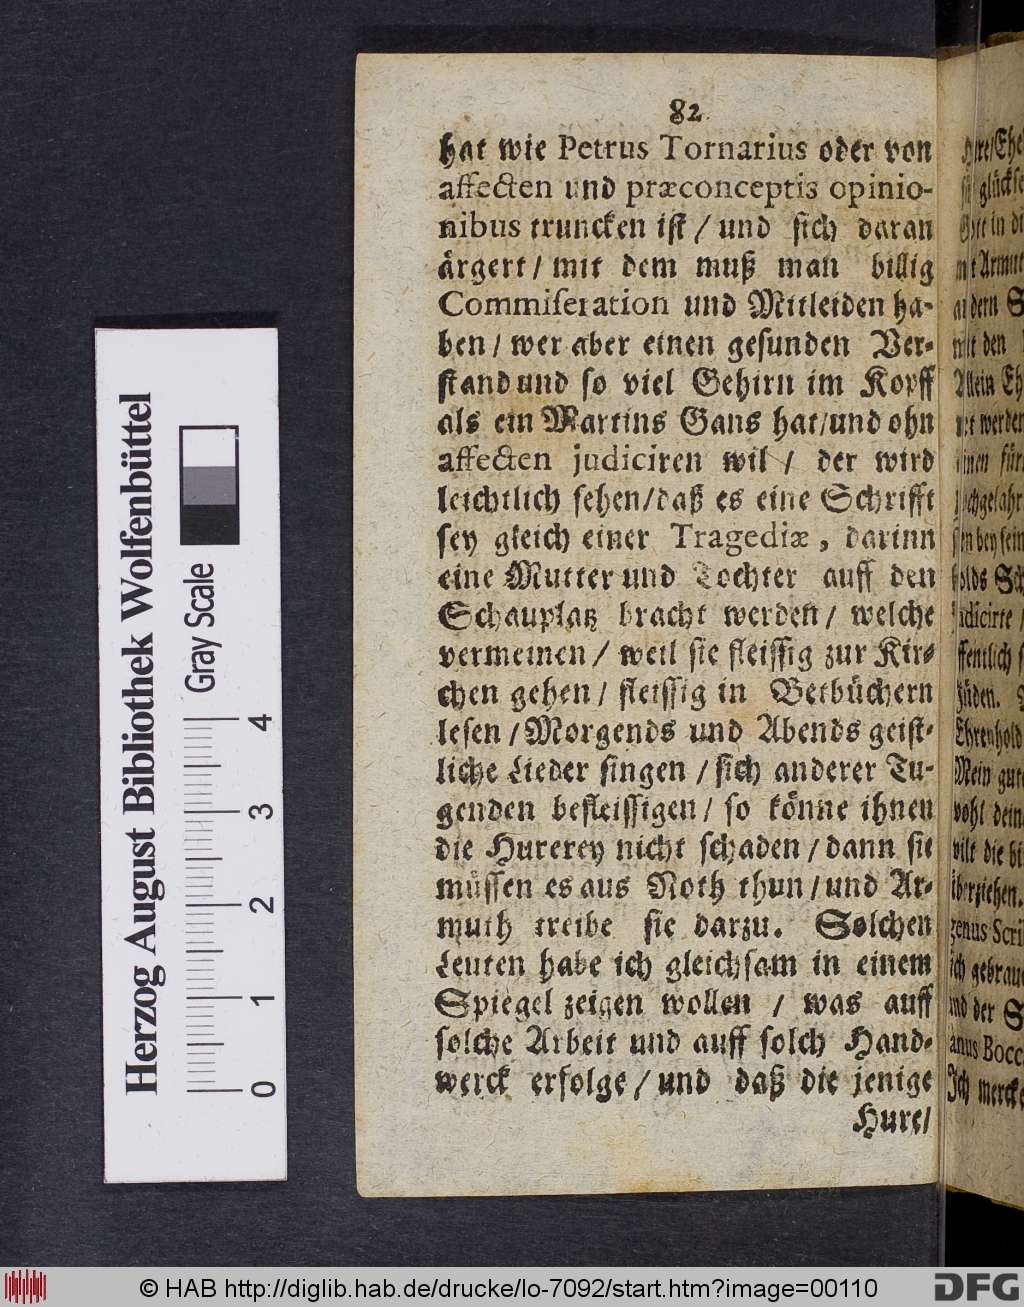 82
hat wie Petrus Tornarius oder von
affecten und præconceptis opinio-
nibus truncken ist / und sich daran
ärgert / mit dem muß man billig
Commiseration und Mitleiden ha-
ben / wer aber einen gesunden Ver-
stand und so viel Gehirn im Kopff
als ein Martins Gans hat/und ohn
affecten judiciren wil / der wird
leichtlich sehen/daß es eine Schrifft
sey gleich einer Tragediæ, darinn
eine Mutter und Tochter auff den
Schauplatz bracht werden / welche
vermeinen / weil sie fleissig zur Kir-
chen gehen / fleissig in Betbüchern
lesen / Morgends und Abends geist-
liche Lieder singen / sich anderer Tu-
genden befleissigen / so könne ihnen
die Hurerey nicht schaden / dann sie
müssen es aus Noth thun / und Ar-
muth treibe sie darzu. Solchen
Leuten habe ich gleichsam in einem
Spiegel zeigen wollen / was auff
solche Arbeit und auff solch Hand-
werck erfolge / und daß die jenige
Hure/
Herzog August Bibliothek Wolfenbüttel
Gray Scale
0 1 2 3 4
© HAB http://diglib.hab.de/drucke/lo-7092/start.htm?image=00110
DFG